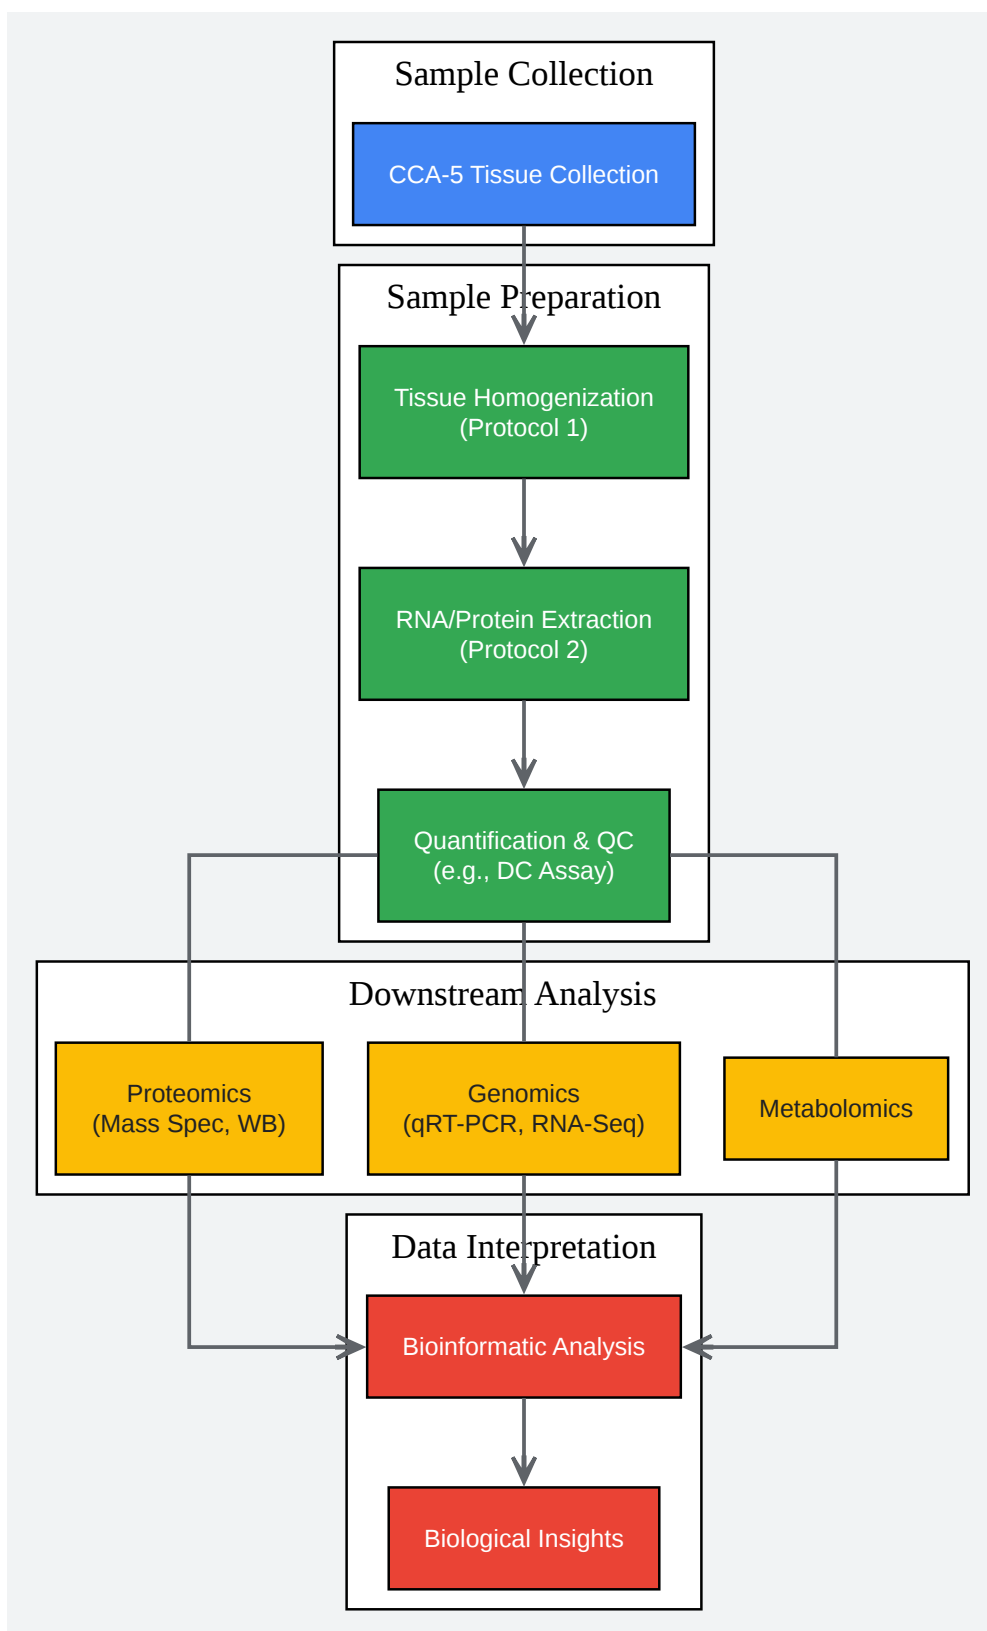 Sample Collection
CCA-5 Tissue Collection
Sample Preparation
Tissue Homogenization
(Protocol 1)
RNA/Protein Extraction
(Protocol 2)
Quantification & QC
(e.g., DC Assay)
Downstream Analysis
Proteomics
(Mass Spec, WB)
Genomics
(qRT-PCR, RNA-Seq)
Metabolomics
Data Interpretation
Bioinformatic Analysis
Biological Insights